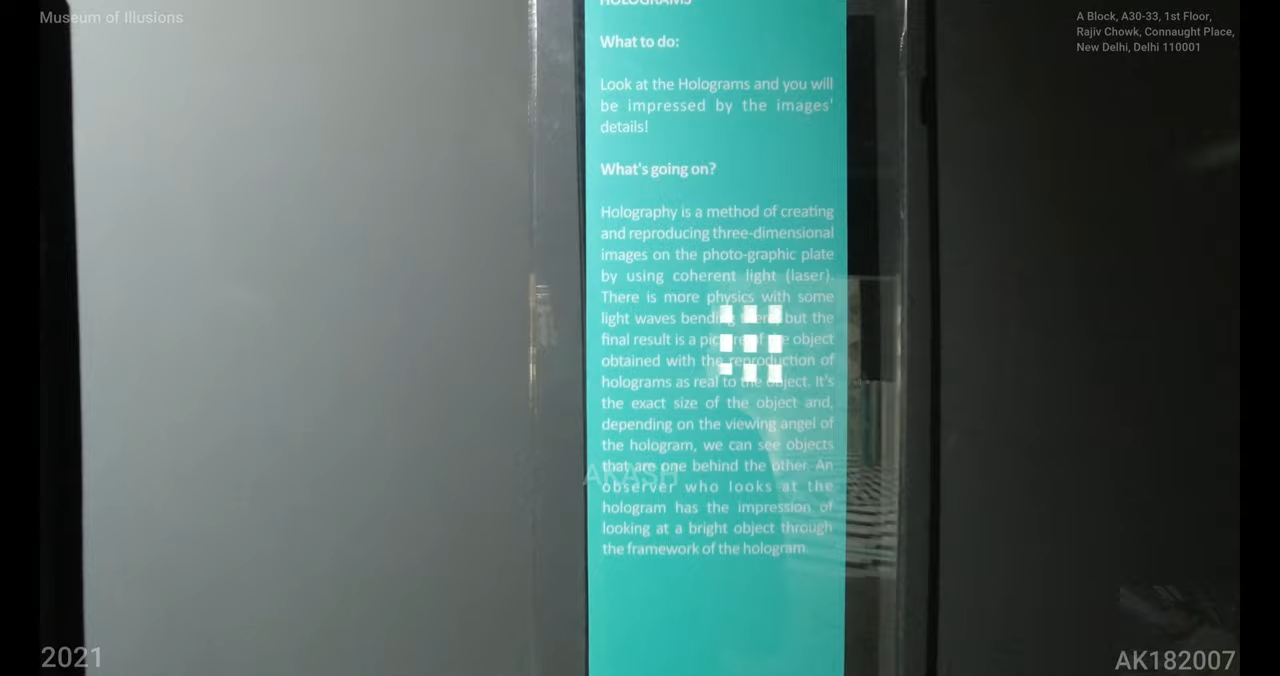 Museum of Illusions
A Block, A30-33, 1st Floor,
Rajiv Chowk, Connaught Place,
New Delhi, Delhi 110001
HOLOGRAMS
What to do:
Look at the Holograms and you will
be impressed by the images'
details!
What's going on?
Holography is a method of creating
and reproducing three-dimensional
images on the photo-graphic plate
by using coherent light (laser).
There is more physics with some
light waves bending there, but the
final result is a picture of the object
obtained with the reproduction of
holograms as real to the object. It's
the exact size of the object and,
depending on the viewing angel of
the hologram, we can see objects
that are one behind the other. An
AKASH
observer who looks at the
hologram has the impression of
looking at a bright object through
the framework of the hologram.
2021
AK182007